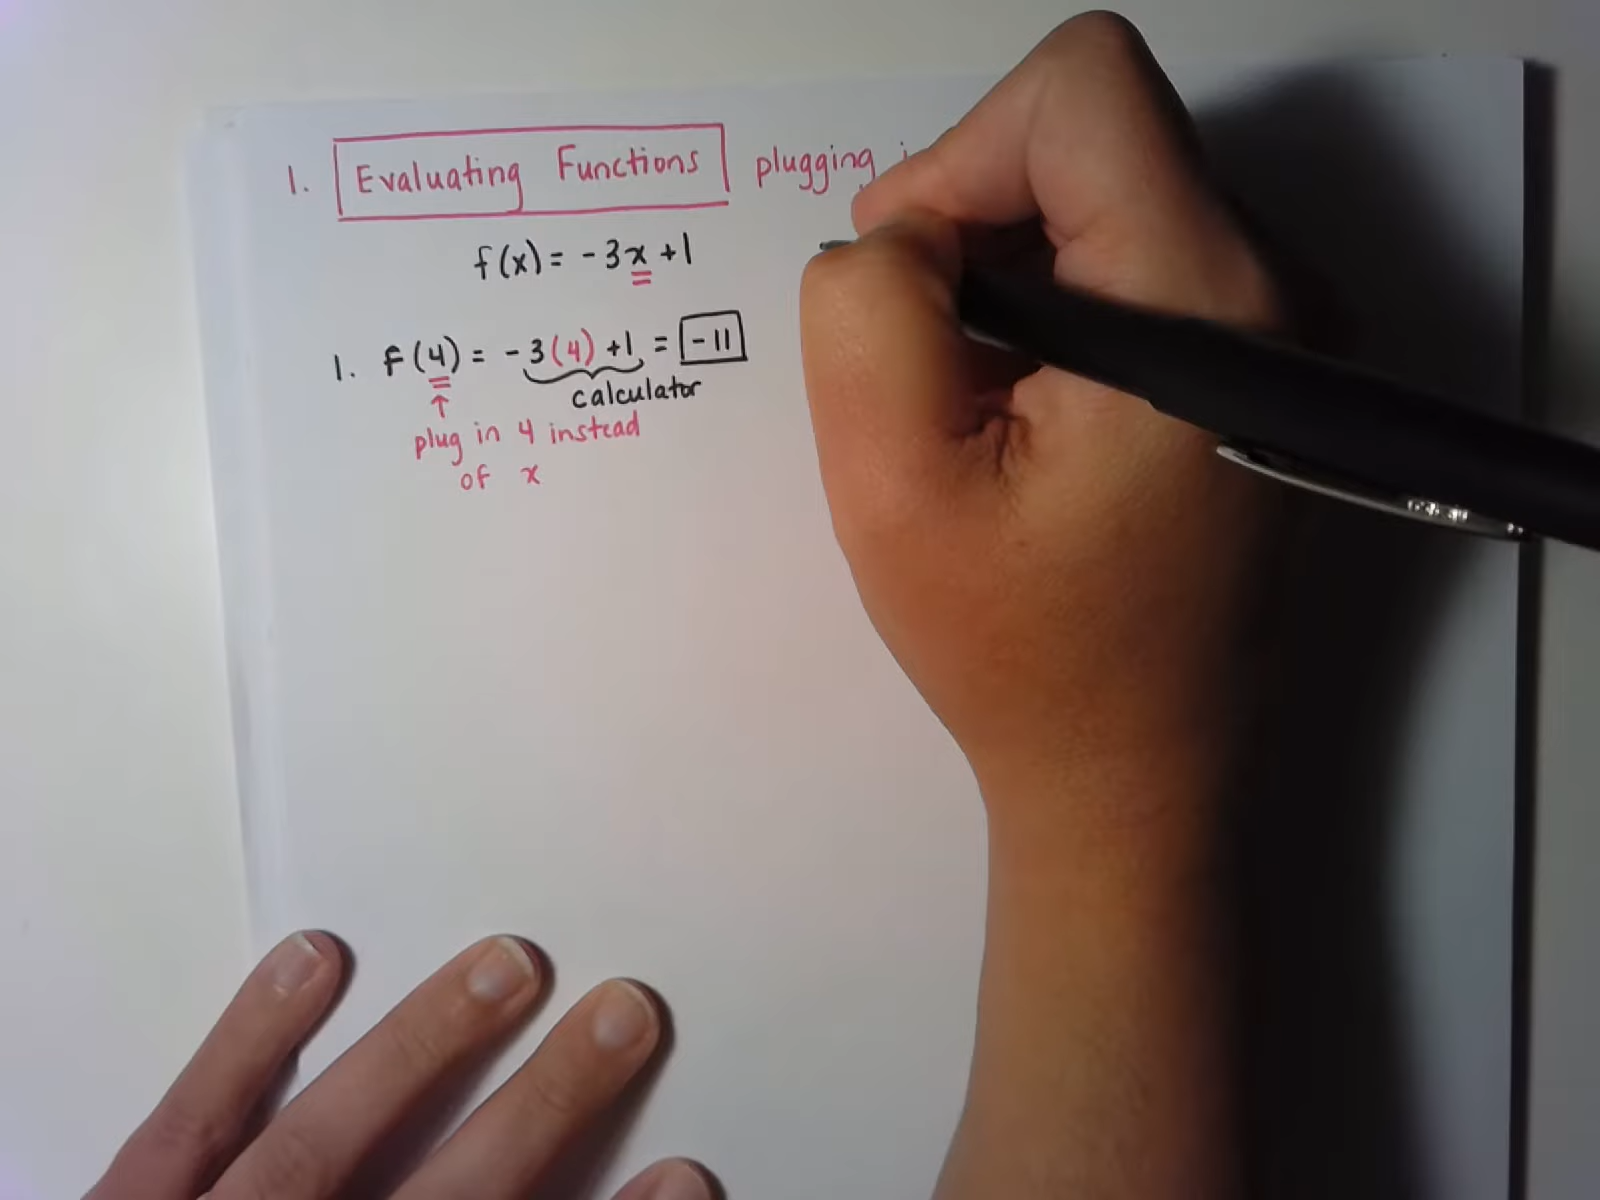 1. Evaluating Functions plugging
f(x) = -3x +1
1. f(4) = -3(4) +1 = -11
calculator
plug in 4 instead
of x